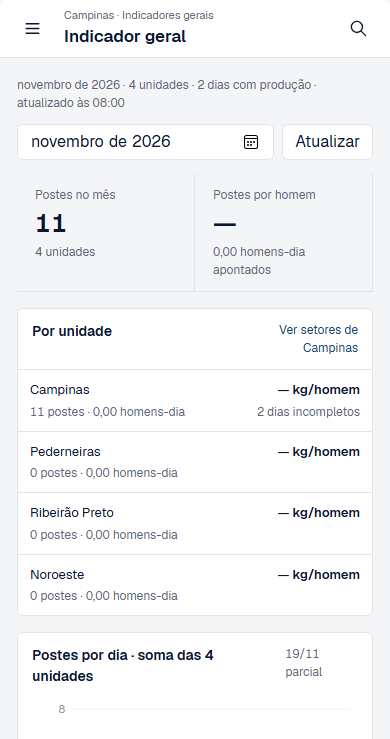 Campinas · Indicadores gerais
Indicador geral
novembro de 2026 · 4 unidades · 2 dias com produção ·
atualizado às 08:00
novembro de 2026
Atualizar
Postes no mês
11
4 unidades
Postes por homem
—
0,00 homens-dia
apontados
Por unidade
Ver setores de
Campinas
Campinas
— kg/homem
11 postes · 0,00 homens-dia
2 dias incompletos
Pederneiras
— kg/homem
0 postes · 0,00 homens-dia
Ribeirão Preto
— kg/homem
0 postes · 0,00 homens-dia
Noroeste
— kg/homem
0 postes · 0,00 homens-dia
Postes por dia · soma das 4
unidades
19/11
parcial
8